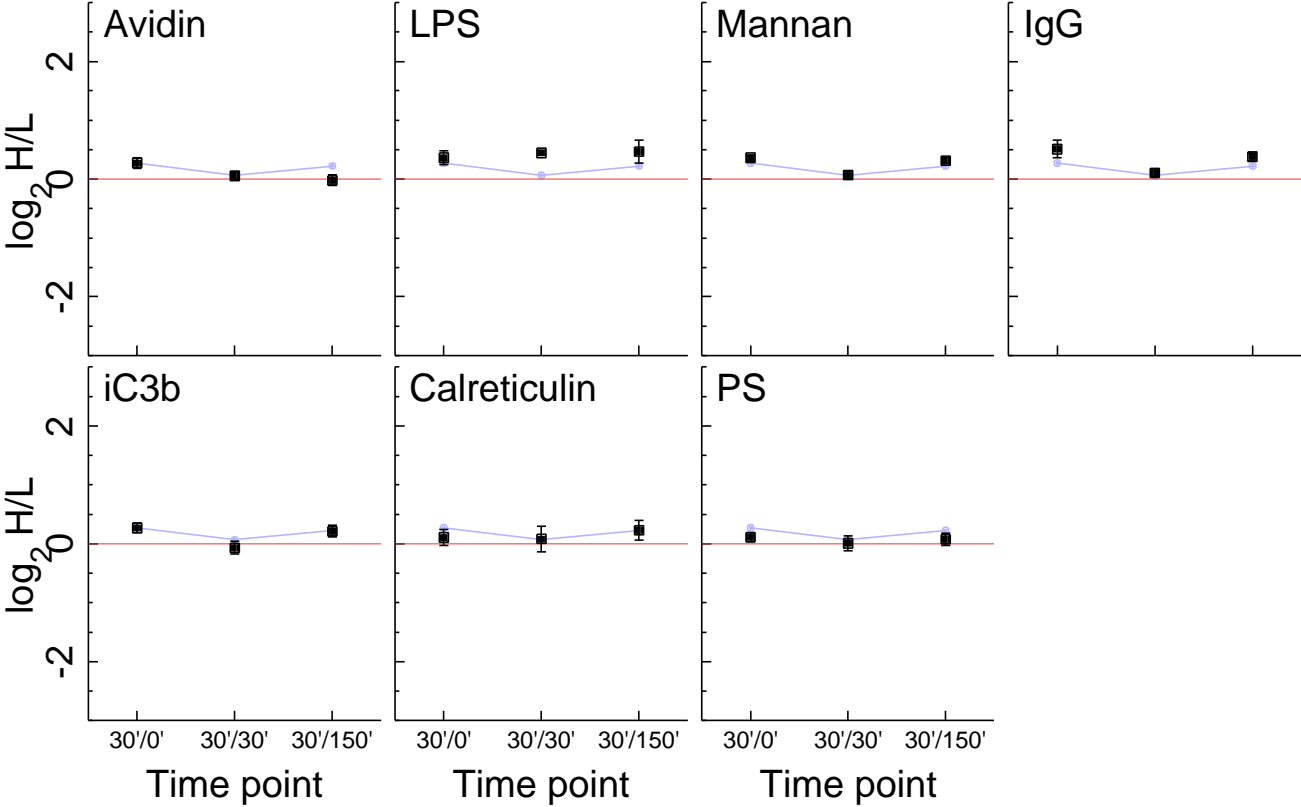 Avidin LPS Mannan IgG
log2 H/L
2
0
-2
iC3b Calreticulin PS
log2 H/L
2
0
-2
30'/0' 30'/30' 30'/150' 30'/0' 30'/30' 30'/150' 30'/0' 30'/30' 30'/150'
Time point Time point Time point